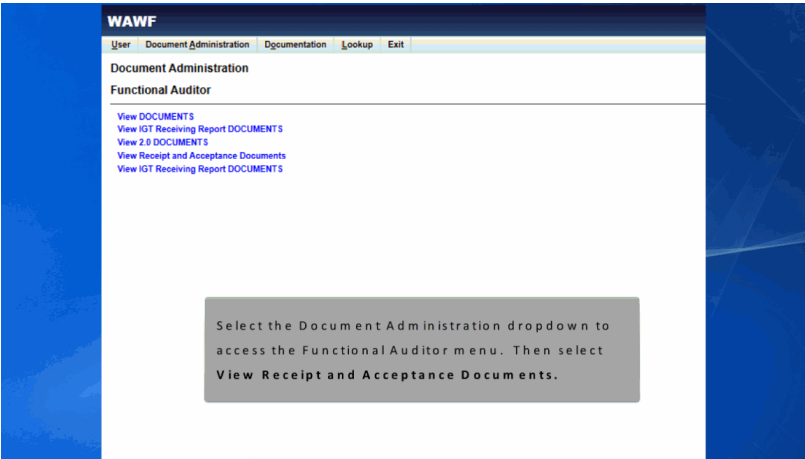 WAWF
User Document Administration Documentation Lookup Exit
Document Administration
Functional Auditor
View DOCUMENTS
View IGT Receiving Report DOCUMENTS
View 2.0 DOCUMENTS
View Receipt and Acceptance Documents
View IGT Receiving Report DOCUMENTS
Select the Document Administration dropdown to
access the Functional Auditor menu. Then select
View Receipt and Acceptance Documents.